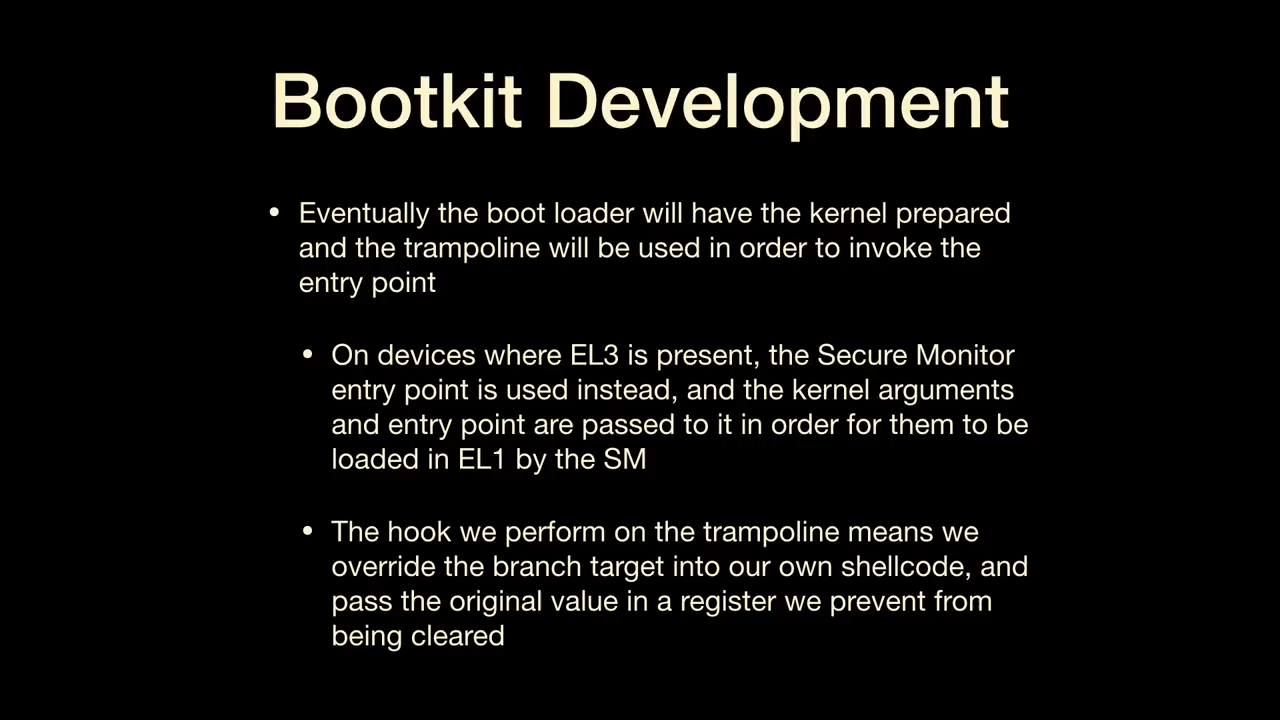 Bootkit Development
• Eventually the boot loader will have the kernel prepared
and the trampoline will be used in order to invoke the
entry point
• On devices where EL3 is present, the Secure Monitor
entry point is used instead, and the kernel arguments
and entry point are passed to it in order for them to be
loaded in EL1 by the SM
• The hook we perform on the trampoline means we
override the branch target into our own shellcode, and
pass the original value in a register we prevent from
being cleared